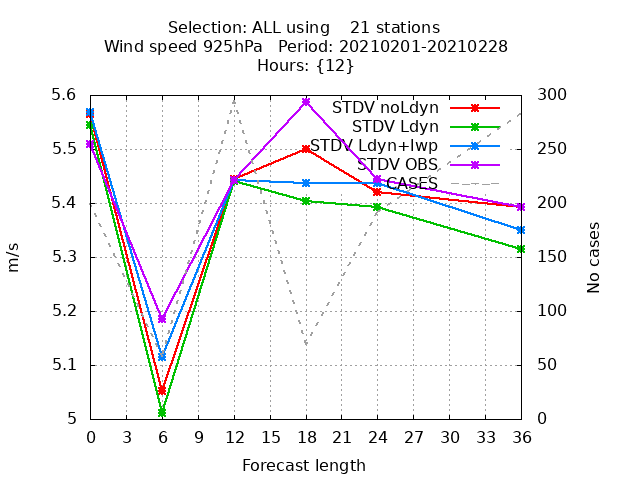 Selection: ALL using    21 stations
Wind speed 925hPa   Period: 20210201-20210228
Hours: {12}
5.6
5.5
5.4
5.3
5.2
5.1
5
300
250
200
150
100
50
0
STDV noLdyn
STDV Ldyn
STDV Ldyn+lwp
STDV OBS
CASES
m/s
No cases
0 3 6 9 12 15 18 21 24 27 30 33 36
Forecast length